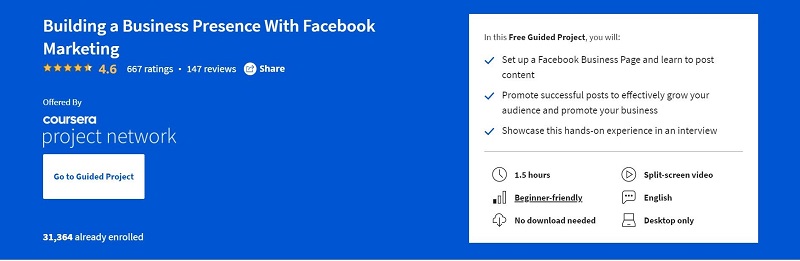 Building a Business Presence With Facebook
Marketing
4.6 667 ratings • 147 reviews Share
Offered By
coursera
project network
Go to Guided Project
31,364 already enrolled
In this Free Guided Project, you will:
Set up a Facebook Business Page and learn to post
content
Promote successful posts to effectively grow your
audience and promote your business
Showcase this hands-on experience in an interview
1.5 hours
Split-screen video
Beginner-friendly
English
No download needed
Desktop only